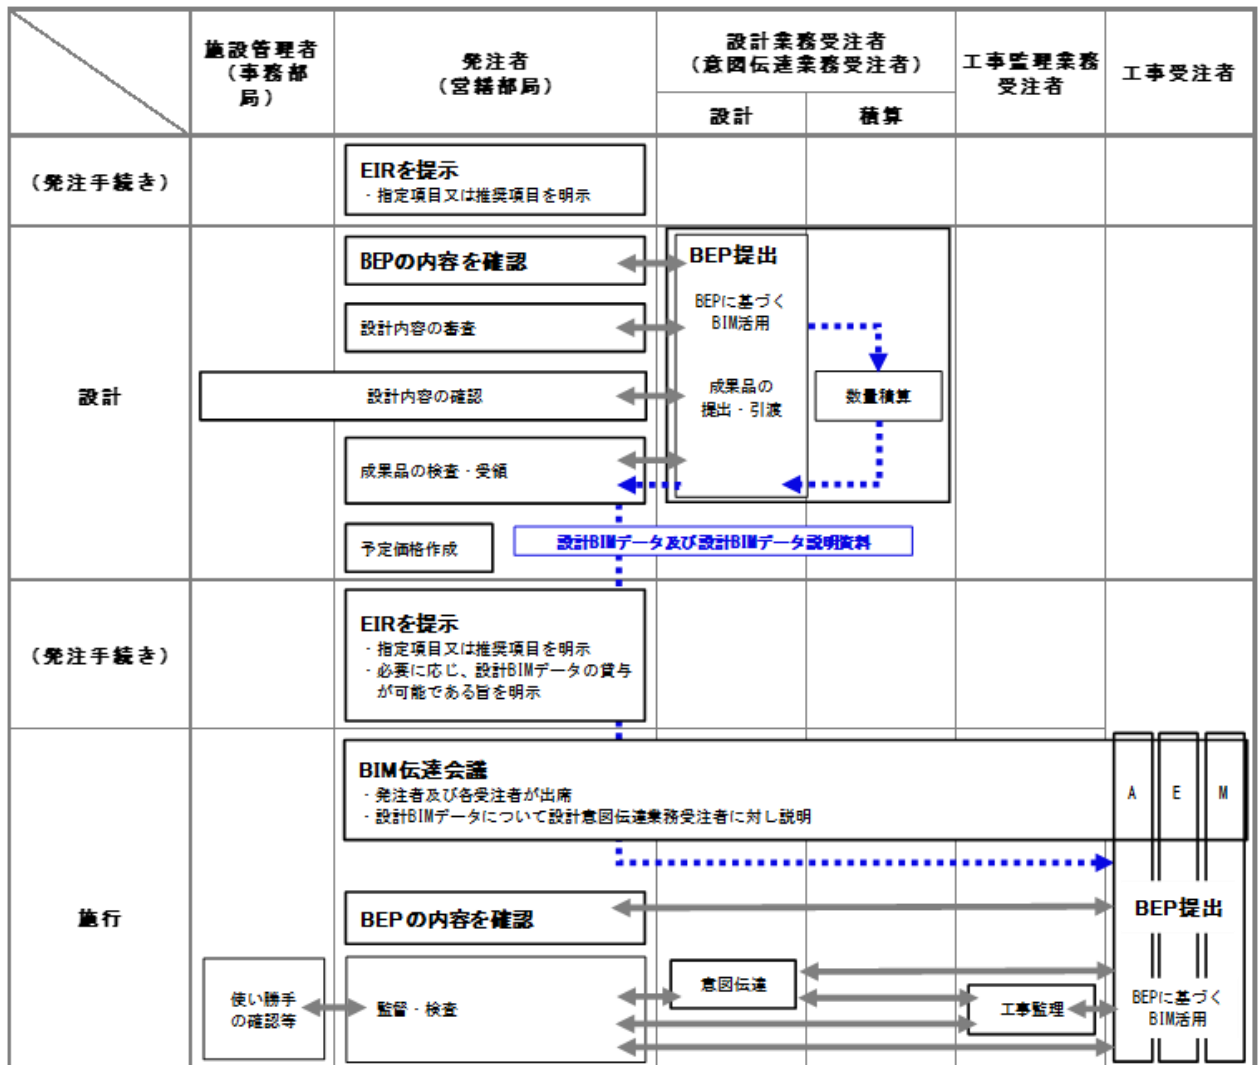 施設管理者
(事務部
局)
発注者
(営繕部局)
設計業務受注者
(意図伝達業務受注者)
設計
積算
工事監理業務
受注者
工事受注者
(発注手続き)
EIRを提示
・指定項目又は推奨項目を明示
設計
BEPの内容を確認
BEP提出
BEPに基づく
BIM活用
設計内容の審査
設計内容の確認
成果品の
提出・引渡
数量積算
成果品の検査・受領
予定価格作成
設計BIMデータ及び設計BIMデータ説明資料
(発注手続き)
EIRを提示
・指定項目又は推奨項目を明示
・必要に応じ、設計BIMデータの貸与
が可能である旨を明示
施行
BIM伝達会議
・発注者及び各受注者が出席
・設計BIMデータについて設計意図伝達業務受注者に対し説明
A
E
M
BEPの内容を確認
BEP提出
使い勝手
の確認等
監督・検査
意図伝達
工事監理
BEPに基づく
BIM活用